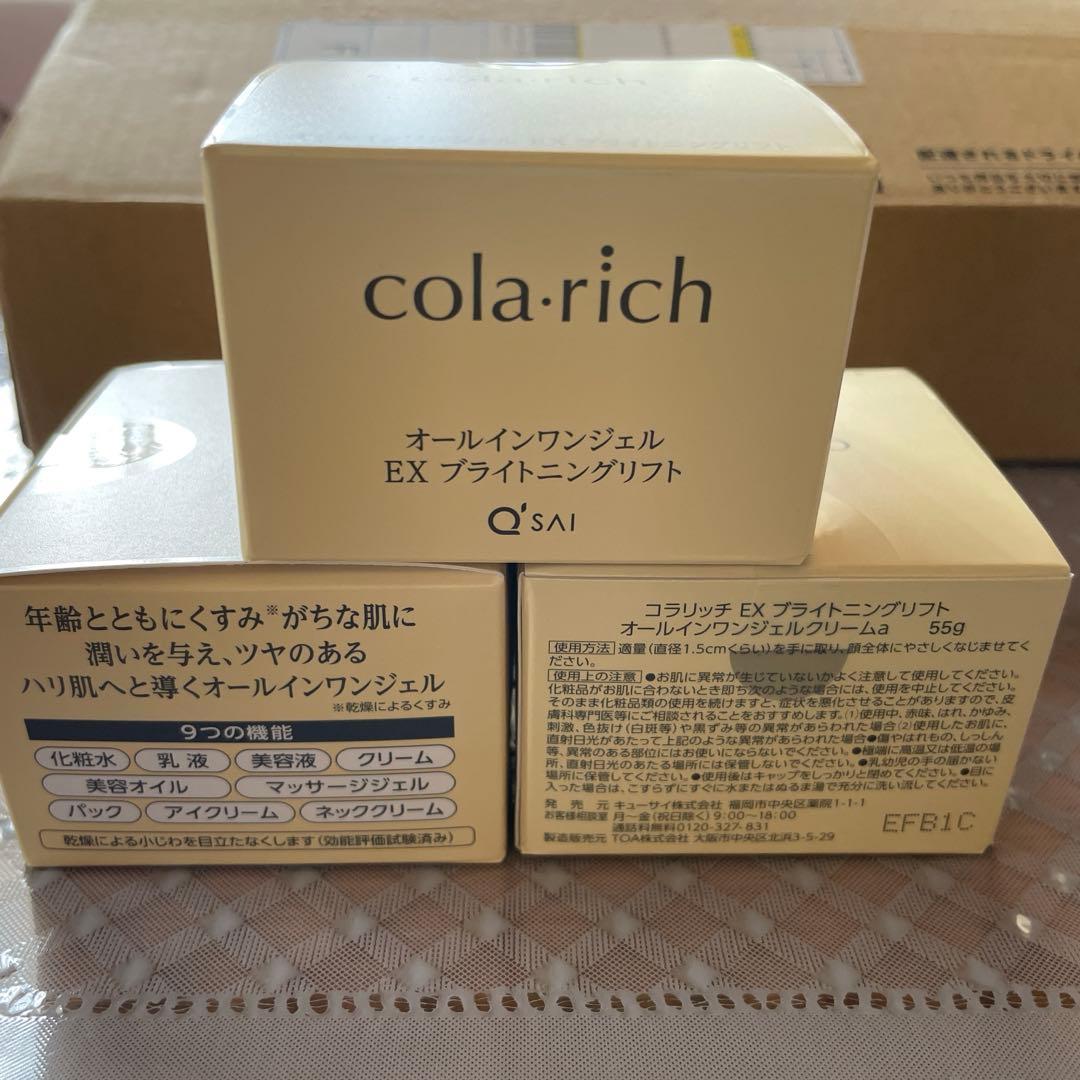 cola・rich
cola・rich
オールインワンジェル
EX ブライトニングリフト
Q'SAI
年齢とともにくすみ※がちな肌に
潤いを与え、ツヤのある
ハリ肌へと導くオールインワンジェル
※乾燥によるくすみ
9つの機能
化粧水 乳液 美容液 クリーム
美容オイル マッサージジェル
パック アイクリーム ネッククリーム
乾燥による小じわを目立たなくします(効能評価試験済み)
コラリッチ EX ブライトニングリフト
オールインワンジェルクリームa 55g
使用方法 適量(直径1.5cmくらい)を手に取り、顔全体にやさしくなじませてく
ださい。
使用上の注意 ●お肌に異常が生じていないかよく注意して使用してください。
化粧品がお肌に合わないとき即ち次のような場合には、使用を中止してください。
そのまま化粧品類の使用を続けますと、症状を悪化させることがありますので、皮
膚科専門医等にご相談されることをおすすめします。(1)使用中、赤味、はれ、かゆみ、
刺激、色抜け(白斑等)や黒ずみ等の異常があらわれた場合(2)使用したお肌に、
直射日光があたって上記のような異常があらわれた場合●傷やはれもの、しっしん
等、異常のある部位にはお使いにならないでください。●極端に高温又は低温の場
所、直射日光のあたる場所には保管しないでください。●乳幼児の手の届かない
場所に保管してください。●使用後はキャップをしっかりと閉めてください。●目に
入った場合は、こすらずにすぐに水またはぬるま湯で充分に洗い流してください。
発売元 キューサイ株式会社 福岡市中央区薬院1-1-1
お客様相談室 月〜金(祝日除く) 9:00〜18:00
通話料無料0120-327-831
製造販売元 TOA株式会社 大阪市中央区北浜3-5-29
EFB1C